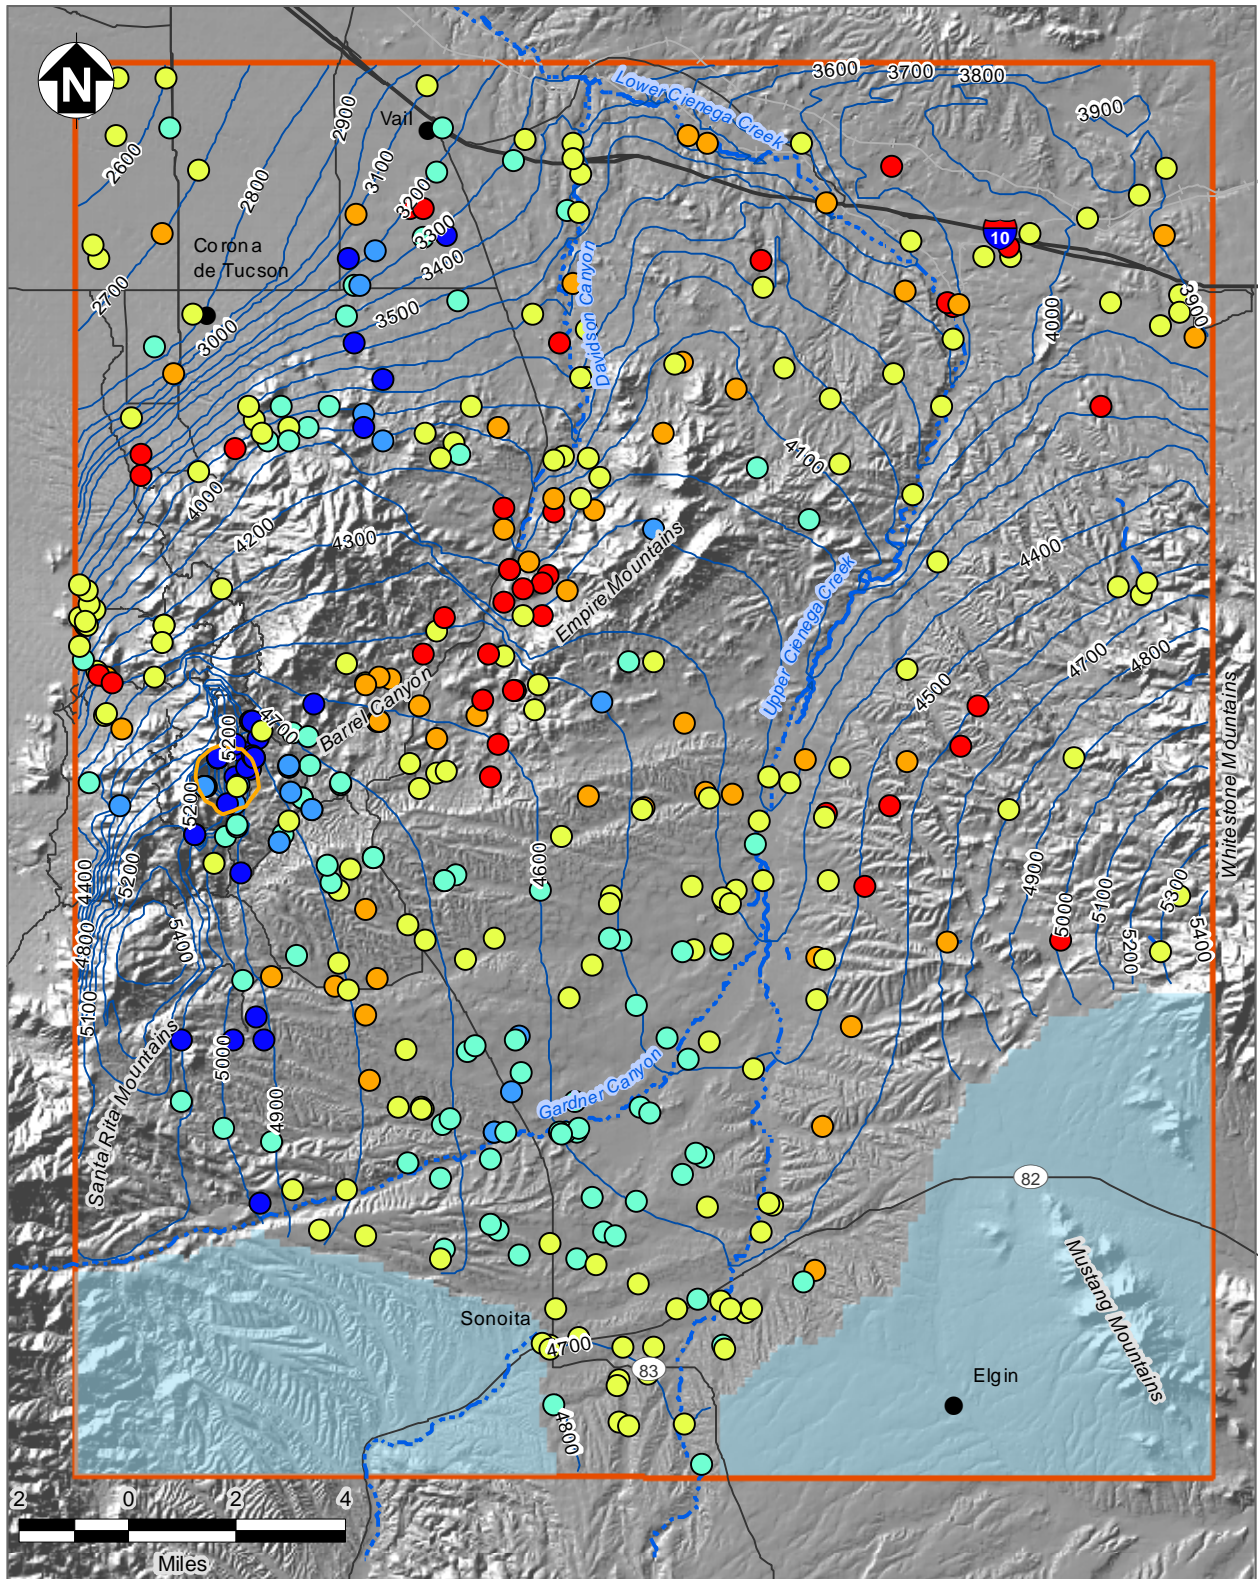 N
Lower Cienega Creek
3600
3700
3800
3900
Vail
2900
2600
2800
3100
3200
3300
3400
10
Corona
de Tucson
Davidson Canyon
2700
3900
4000
3500
3000
4100
4000
4200
4300
4400
Empire Mountains
Upper Cienega Creek
4700
4800
4500
Whitestone Mountains
Barrel Canyon
4700
5200
5200
5200
4400
4600
4900
5000
5100
5300
5200
5400
5400
4800
5100
Santa Rita Mountains
5000
4900
Gardner Canyon
82
Mustang Mountains
Sonoita
4700
83
Elgin
4800
2 0 2 4
Miles